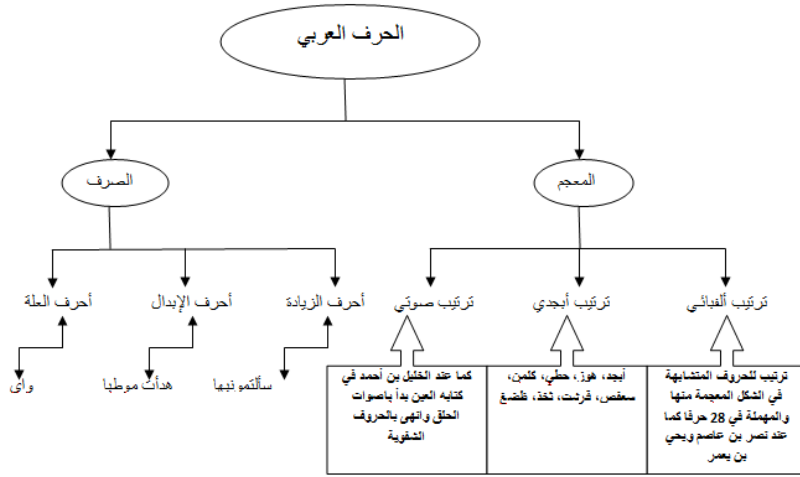 الحرف العربي
المعجم
الصرف
ترتيب ألفبائي
ترتيب أبجدي
ترتيب صوتي
أحرف الزيادة
أحرف الإبدال
أحرف العلة
ترتيب للحروف المتشابهة
في الشكل المعجمة منها
والمهملة في 28 حرفا كما
عند نصر بن عاصم ويحي
بن يعمر
أبجد، هوز، حطي، كلمن،
سعفص، قرشت، ثخذ، ظضغ
كما عند الخليل بن أحمد في
كتابه العين بدأ بأصوات
الحلق وانهى بالحروف
الشفوية
سألتمونيها
هدأت موطيا
واى